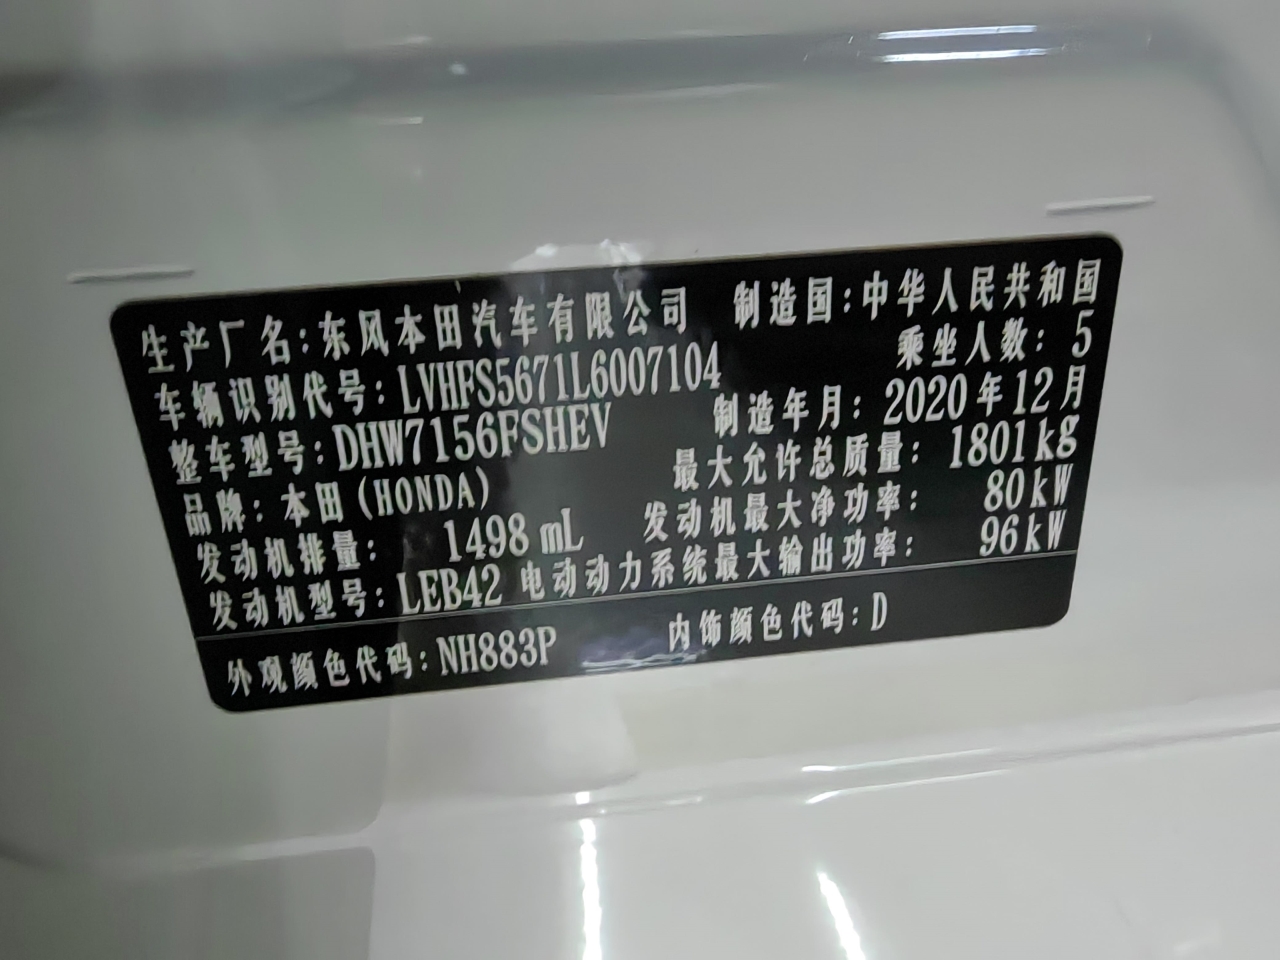 生产厂名：东风本田汽车有限公司 制造国：中华人民共和国
车辆识别代号：LVHFS5671L6007104 乘坐人数：5
整车型号：DHW7156FSHEV 制造年月：2020年12月
品牌：本田(HONDA) 最大允许总质量：1801kg
发动机排量：1498 mL 发动机最大净功率：80kW
发动机型号：LEB42 电动动力系统最大输出功率：96kW
外观颜色代码：NH883P 内饰颜色代码：D